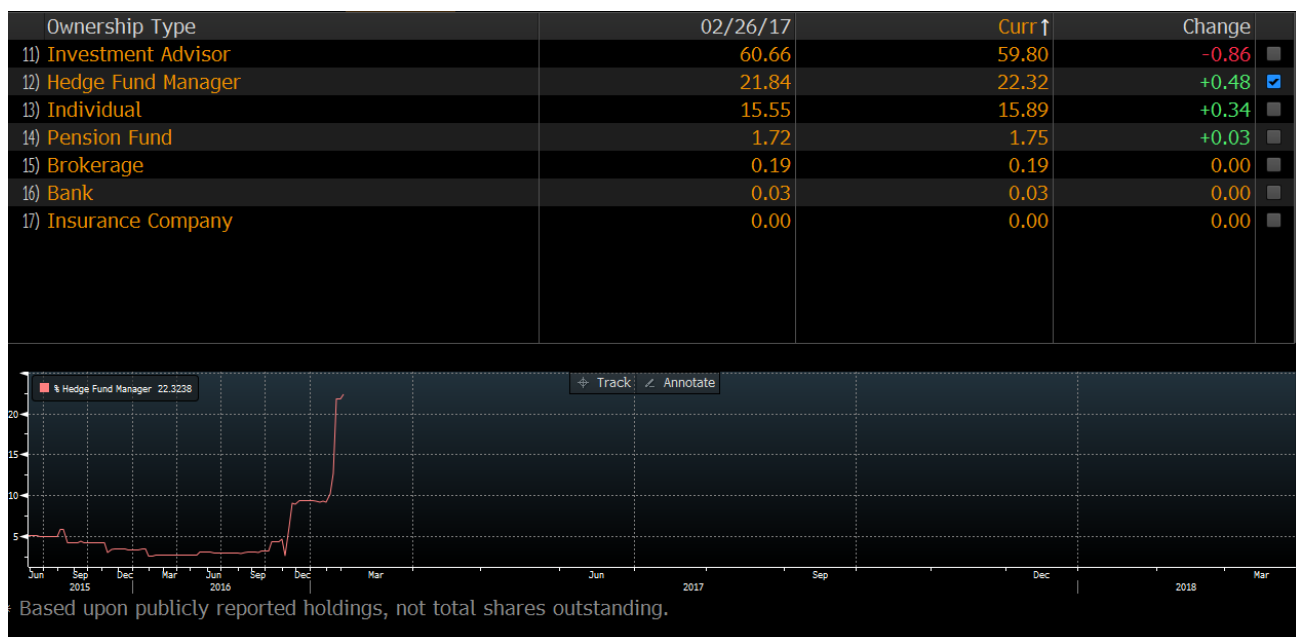 Ownership Type 02/26/17 Curr↑ Change
11) Investment Advisor 60.66 59.80 -0.86
12) Hedge Fund Manager 21.84 22.32 +0.48
13) Individual 15.55 15.89 +0.34
14) Pension Fund 1.72 1.75 +0.03
15) Brokerage 0.19 0.19 0.00
16) Bank 0.03 0.03 0.00
17) Insurance Company 0.00 0.00 0.00
% Hedge Fund Manager 22.3238
Track Annotate
20
15
10
5
Jun Sep Dec Mar Jun Sep Dec Mar Jun Sep Dec Mar
2015 2016 2017 2018
* Based upon publicly reported holdings, not total shares outstanding.